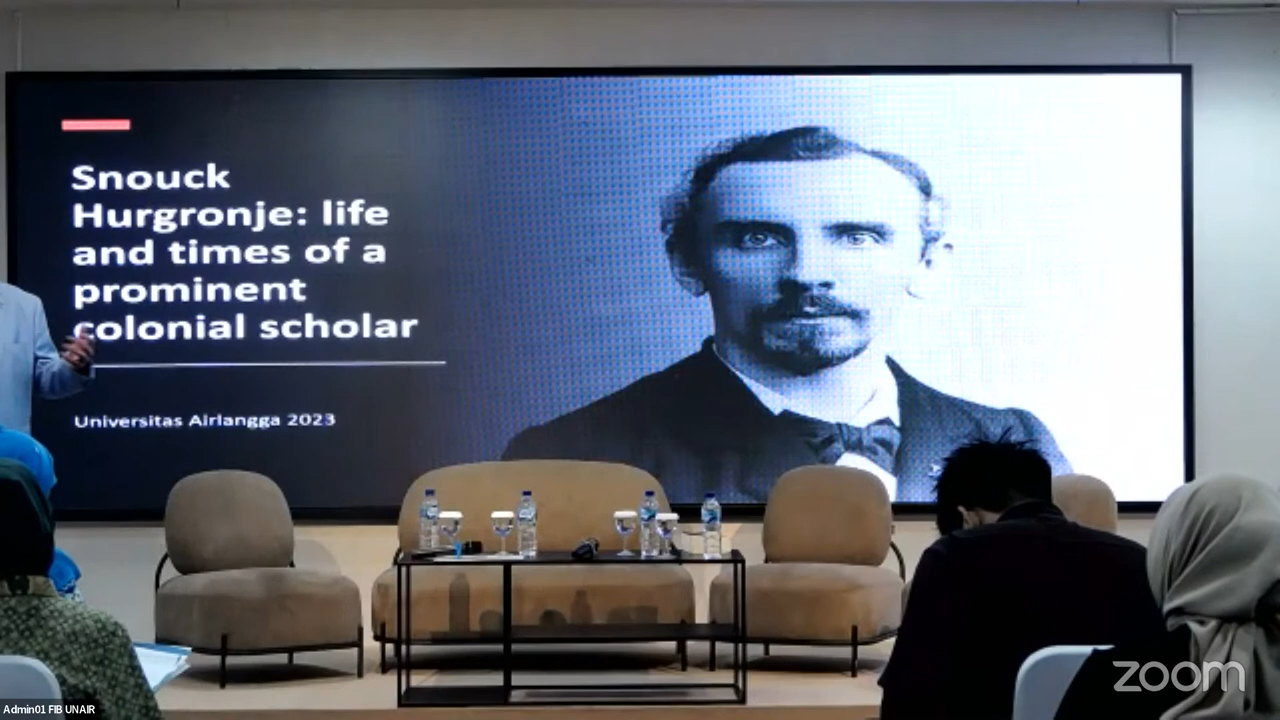 Snouck
Hurgronje: life
and times of a
prominent
colonial scholar
Universitas Airlangga 2023
Admin01 FIB UNAIR
zoom